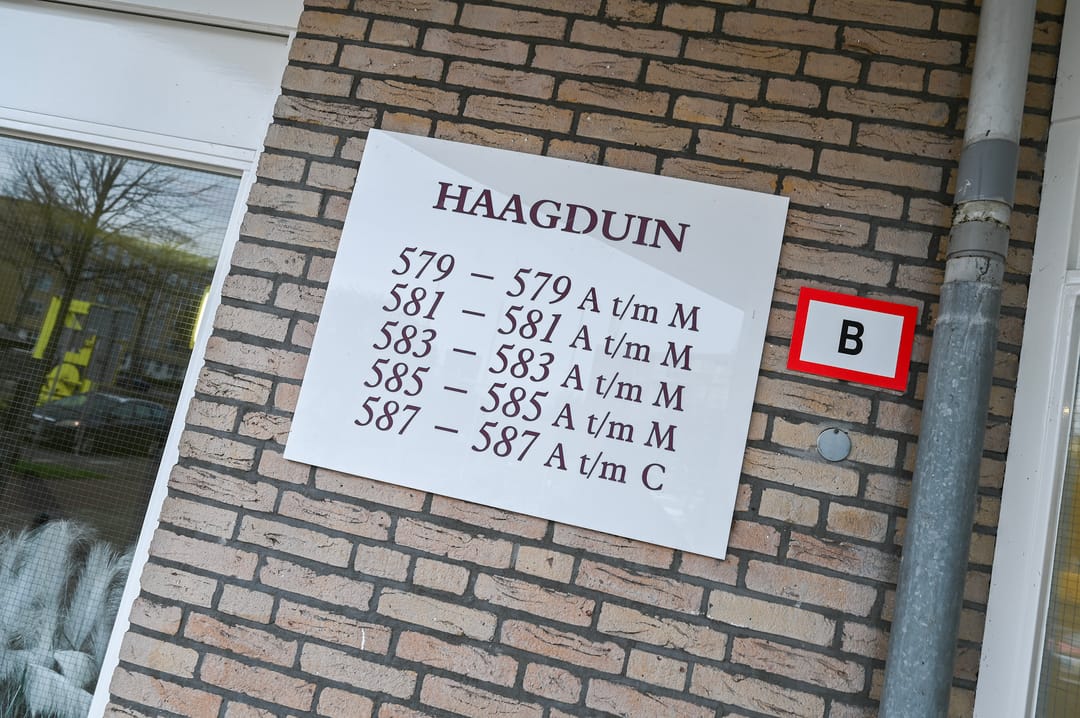 HAAGDUIN
579 – 579 A t/m M
581 – 581 A t/m M
583 – 583 A t/m M
585 – 585 A t/m M
587 – 587 A t/m C
B